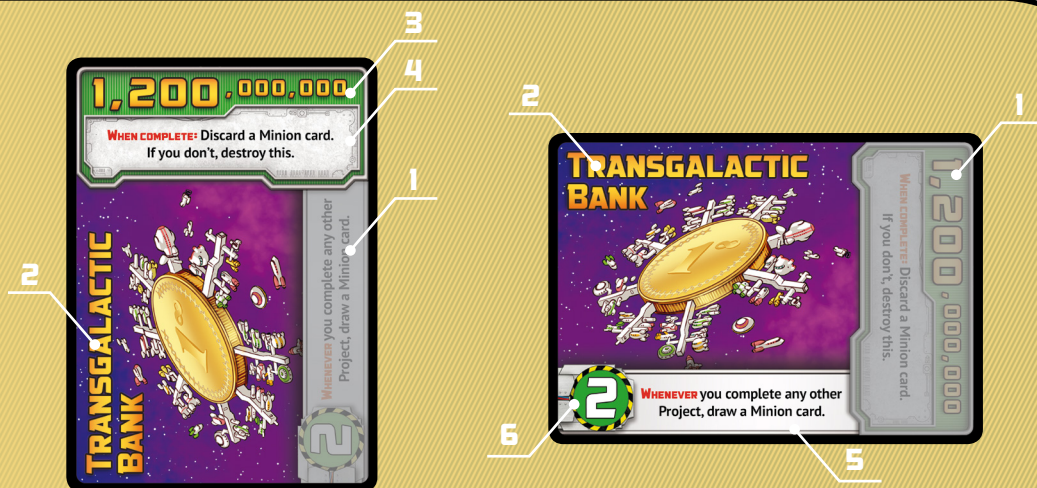 3
4
1,200,000,000
WHEN COMPLETE: Discard a Minion card.
If you don't, destroy this.
1
WHENEVER you complete any other
Project, draw a Minion card.
2
2
TRANSGALACTIC
BANK
1
2
1
TRANSGALACTIC
BANK
1
1,200,000,000
WHEN COMPLETE: Discard a Minion card.
If you don't, destroy this.
2
WHENEVER you complete any other
Project, draw a Minion card.
6
5